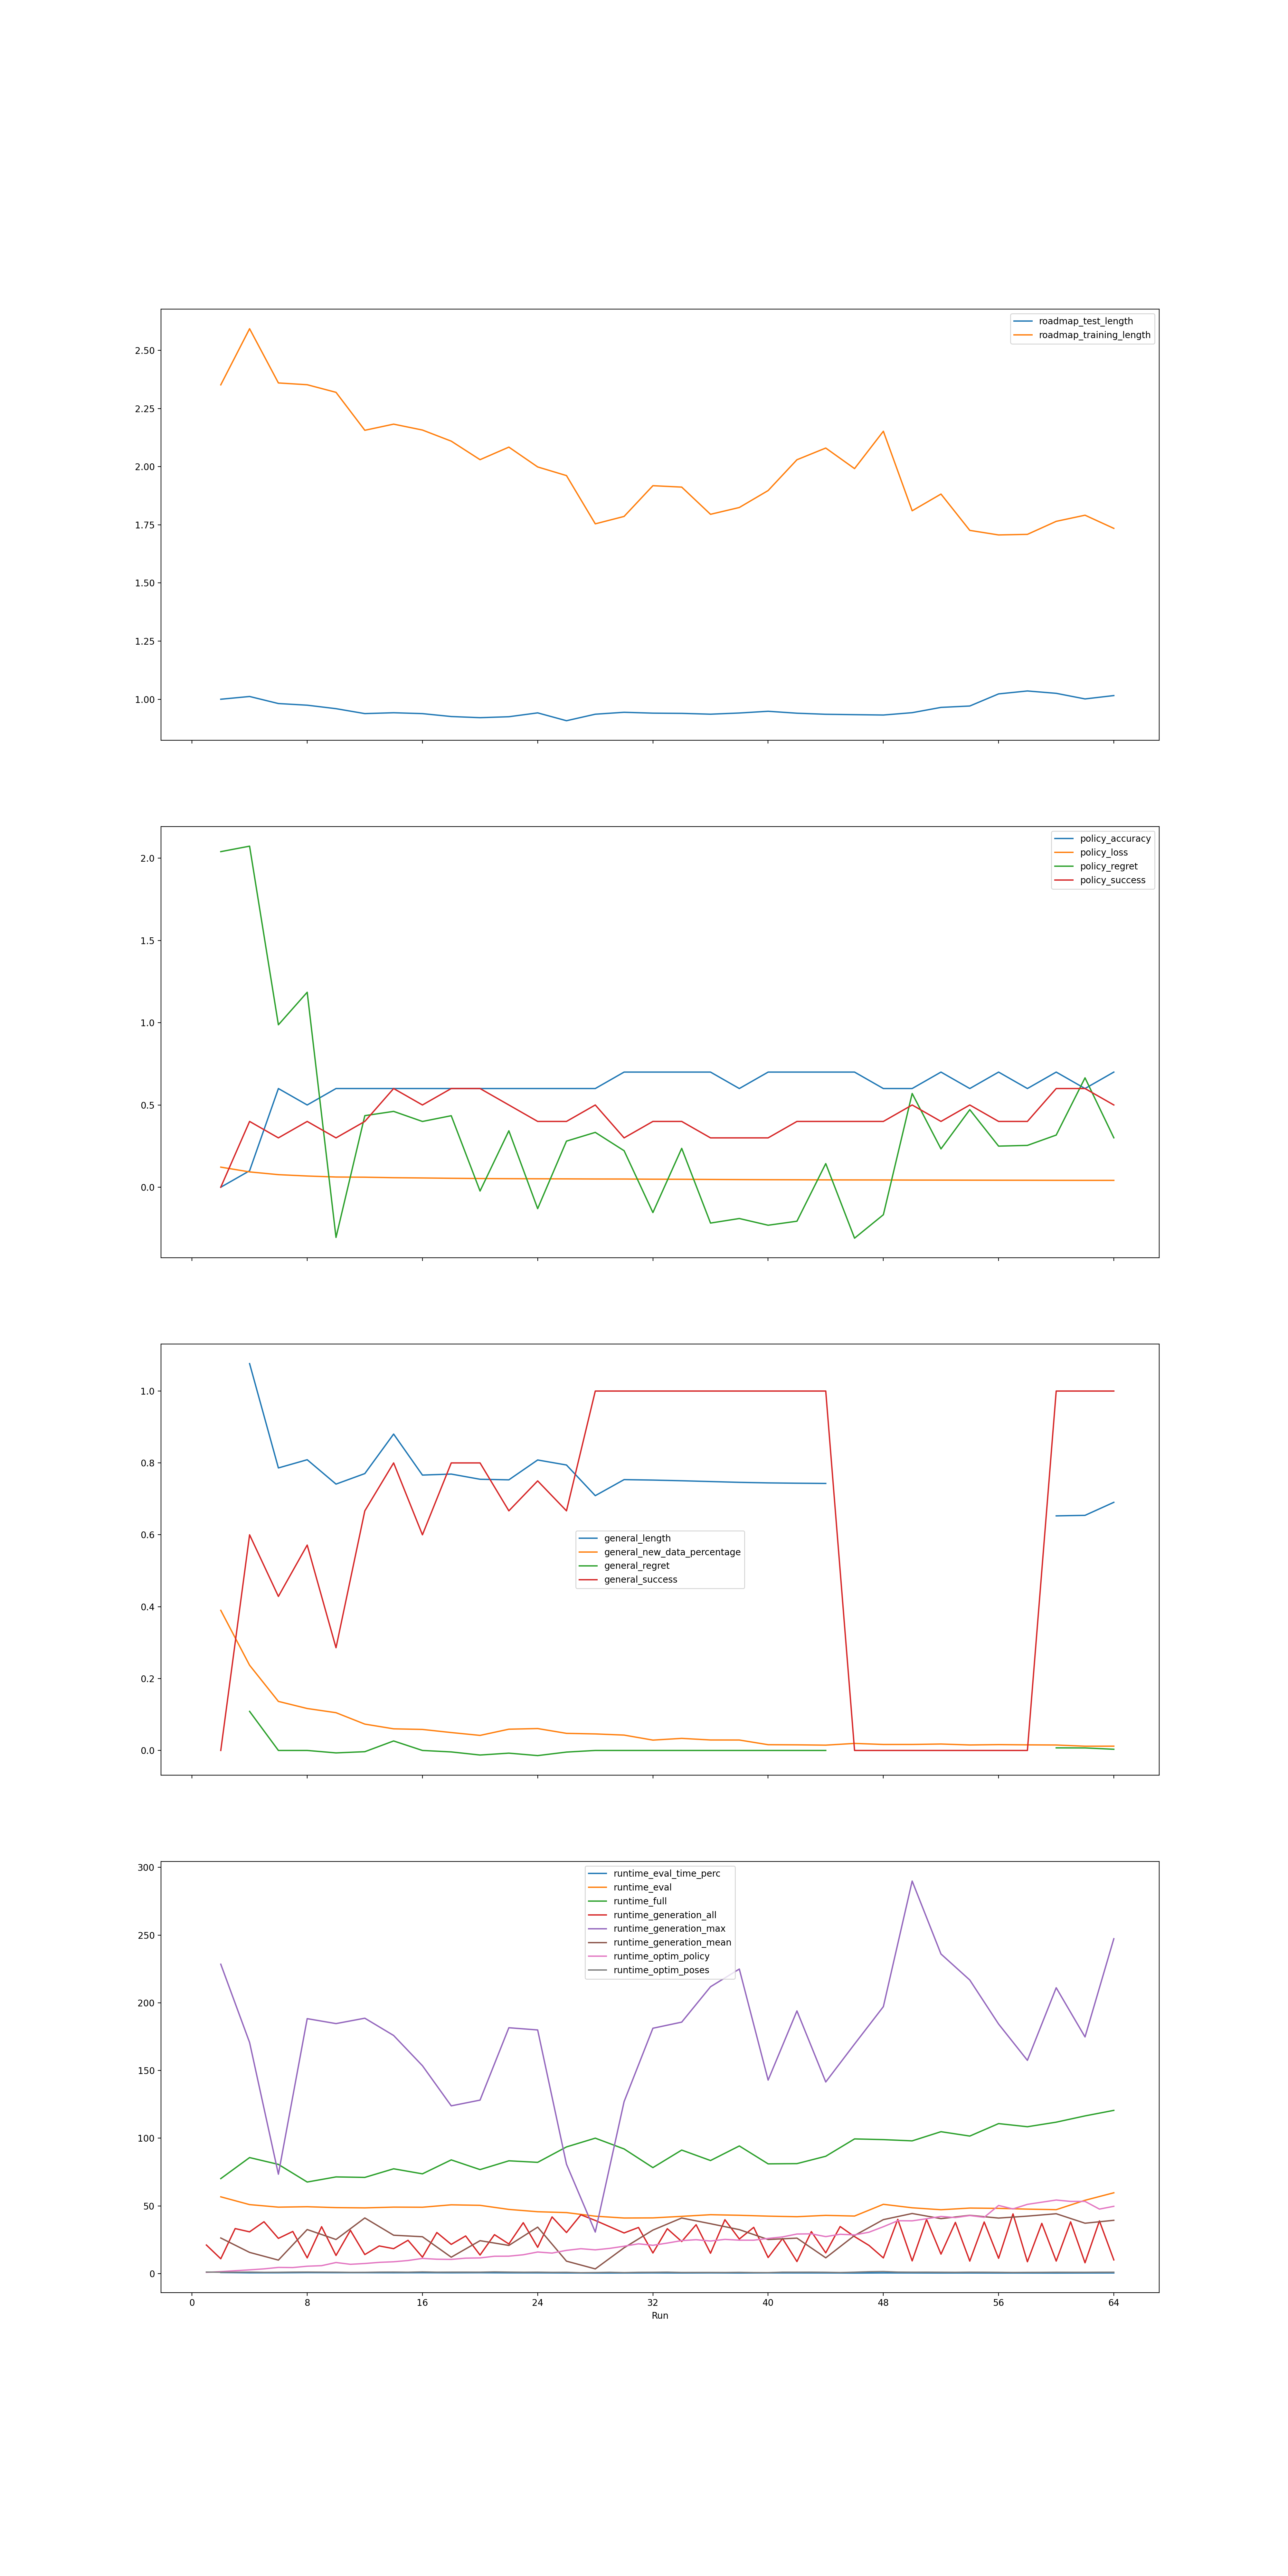 roadmap_test_length
roadmap_training_length
2.50
2.25
2.00
1.75
1.50
1.25
1.00
policy_accuracy
policy_loss
policy_regret
policy_success
2.0
1.5
1.0
0.5
0.0
1.0
0.8
0.6
0.4
0.2
0.0
general_length
general_new_data_percentage
general_regret
general_success
300
250
200
150
100
50
0
runtime_eval_time_perc
runtime_eval
runtime_full
runtime_generation_all
runtime_generation_max
runtime_generation_mean
runtime_optim_policy
runtime_optim_poses
0 8 16 24 32 40 48 56 64
Run